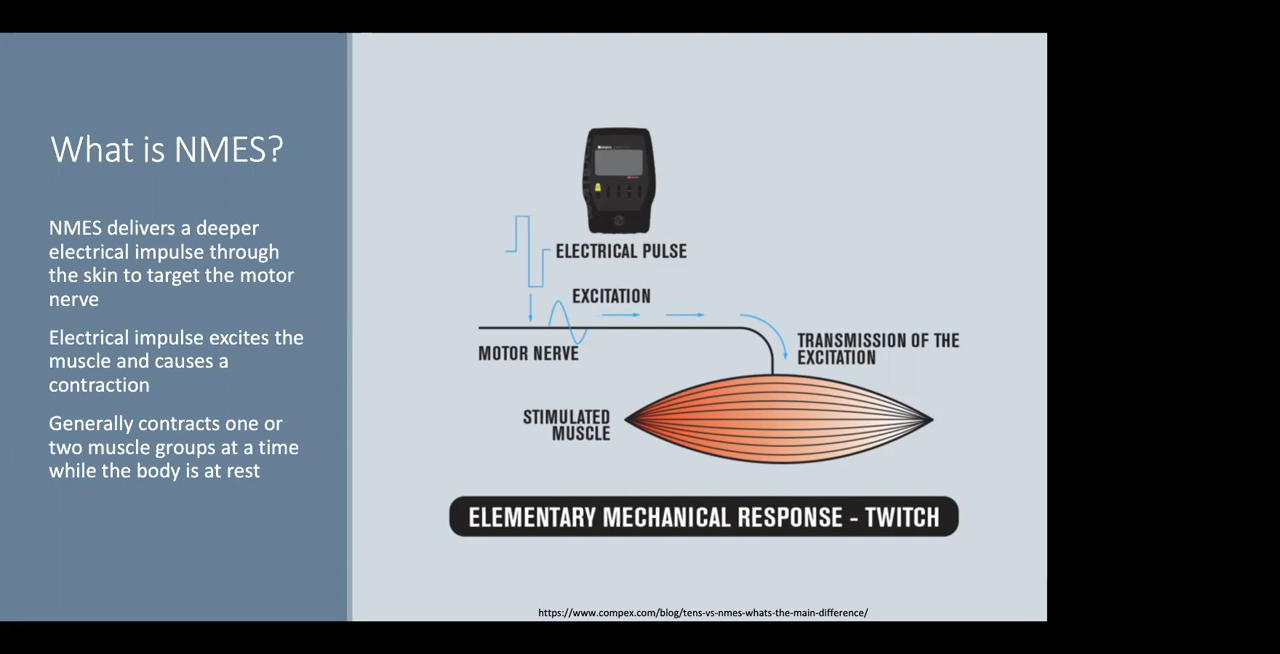 What is NMES?
NMES delivers a deeper
electrical impulse through
the skin to target the motor
nerve
Electrical impulse excites the
muscle and causes a
contraction
Generally contracts one or
two muscle groups at a time
while the body is at rest
ELECTRICAL PULSE
EXCITATION
MOTOR NERVE
TRANSMISSION OF THE
EXCITATION
STIMULATED
MUSCLE
ELEMENTARY MECHANICAL RESPONSE - TWITCH
https://www.compex.com/blog/tens-vs-nmes-whats-the-main-difference/